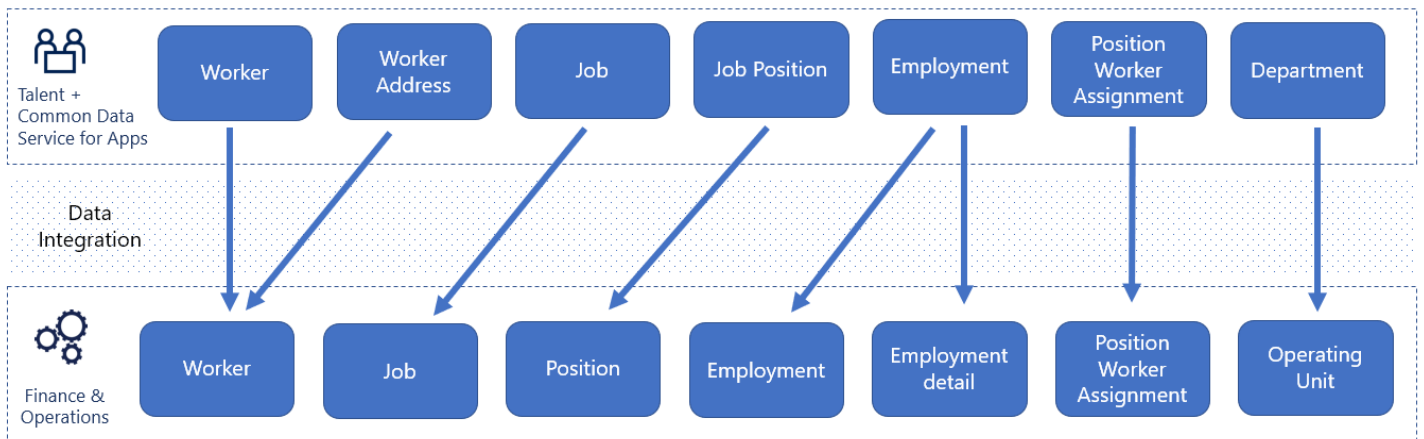 Talent +
Common Data
Service for Apps
Worker
Worker
Address
Job
Job Position
Employment
Position
Worker
Assignment
Department
Data
Integration
Finance &
Operations
Worker
Job
Position
Employment
Employment
detail
Position
Worker
Assignment
Operating
Unit